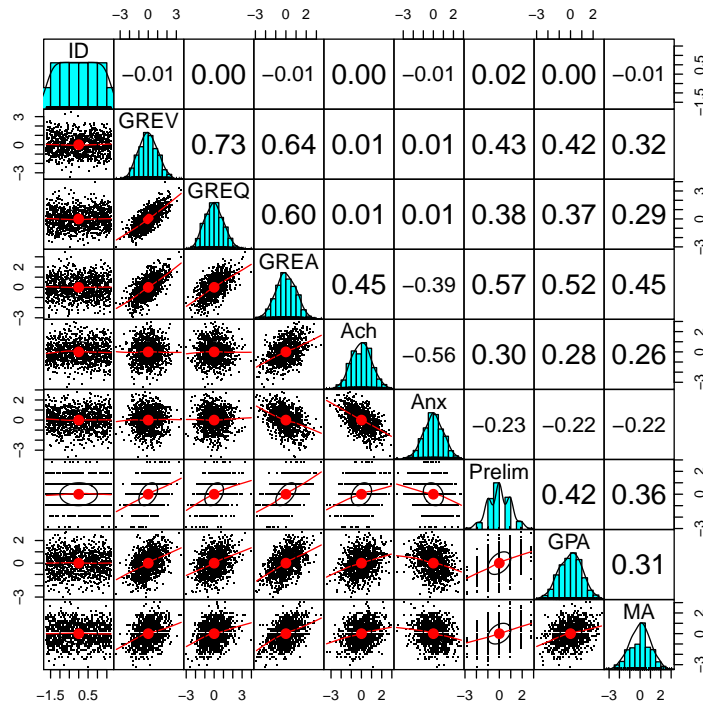 −3 0 2
−3 0 3
−3 0 2
−3 0 2
ID
−0.01
0.00
−0.01
0.00
−0.01
0.02
0.00
−0.01
−1.5 0.5
−3 0 3
GREV
0.73
0.64
0.01
0.01
0.43
0.42
0.32
GREQ
0.60
0.01
0.01
0.38
0.37
0.29
−3 0 2
−3 0 2
GREA
0.45
−0.39
0.57
0.52
0.45
Ach
−0.56
0.30
0.28
0.26
−3 0 2
−3 0 2
Anx
−0.23
−0.22
−0.22
Prelim
0.42
0.36
−3 0 2
−3 0 2
GPA
0.31
MA
−3 0 2
−1.5 0.5
−3 0 3
−3 0 2
−3 0 2
−3 0 2